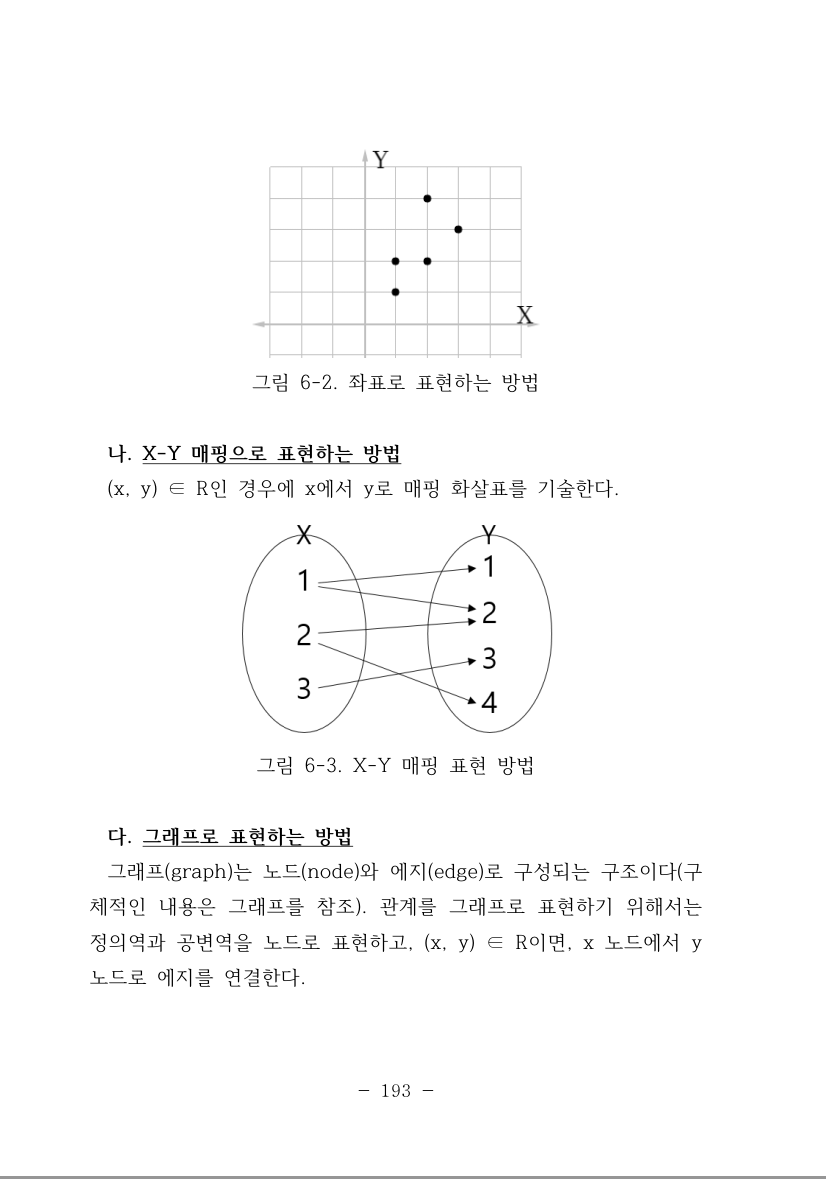 Y
X
그림 6-2. 좌표로 표현하는 방법
나. X-Y 매핑으로 표현하는 방법
(x, y) ∈ R인 경우에 x에서 y로 매핑 화살표를 기술한다.
X Y
1 1
2 2
3 3
4
그림 6-3. X-Y 매핑 표현 방법
다. 그래프로 표현하는 방법
그래프(graph)는 노드(node)와 에지(edge)로 구성되는 구조이다(구
체적인 내용은 그래프를 참조). 관계를 그래프로 표현하기 위해서는
정의역과 공변역을 노드로 표현하고, (x, y) ∈ R이면, x 노드에서 y
노드로 에지를 연결한다.
- 193 -